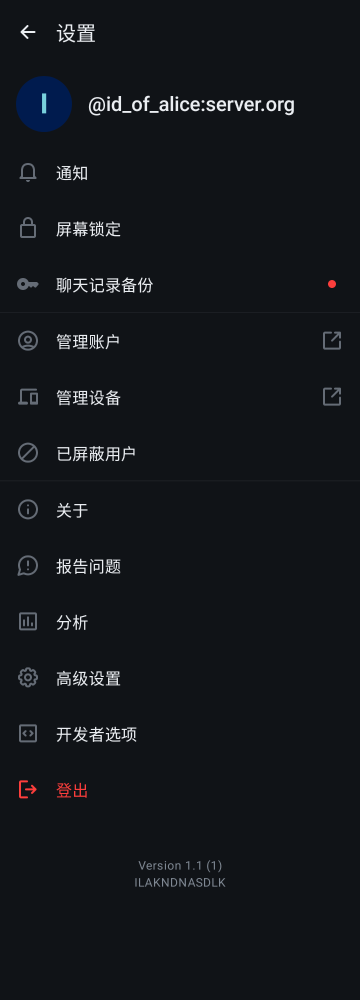 设置
I
@id_of_alice:server.org
通知
屏幕锁定
聊天记录备份
管理账户
管理设备
已屏蔽用户
关于
报告问题
分析
高级设置
开发者选项
登出
Version 1.1 (1)
ILAKNDNASDLK